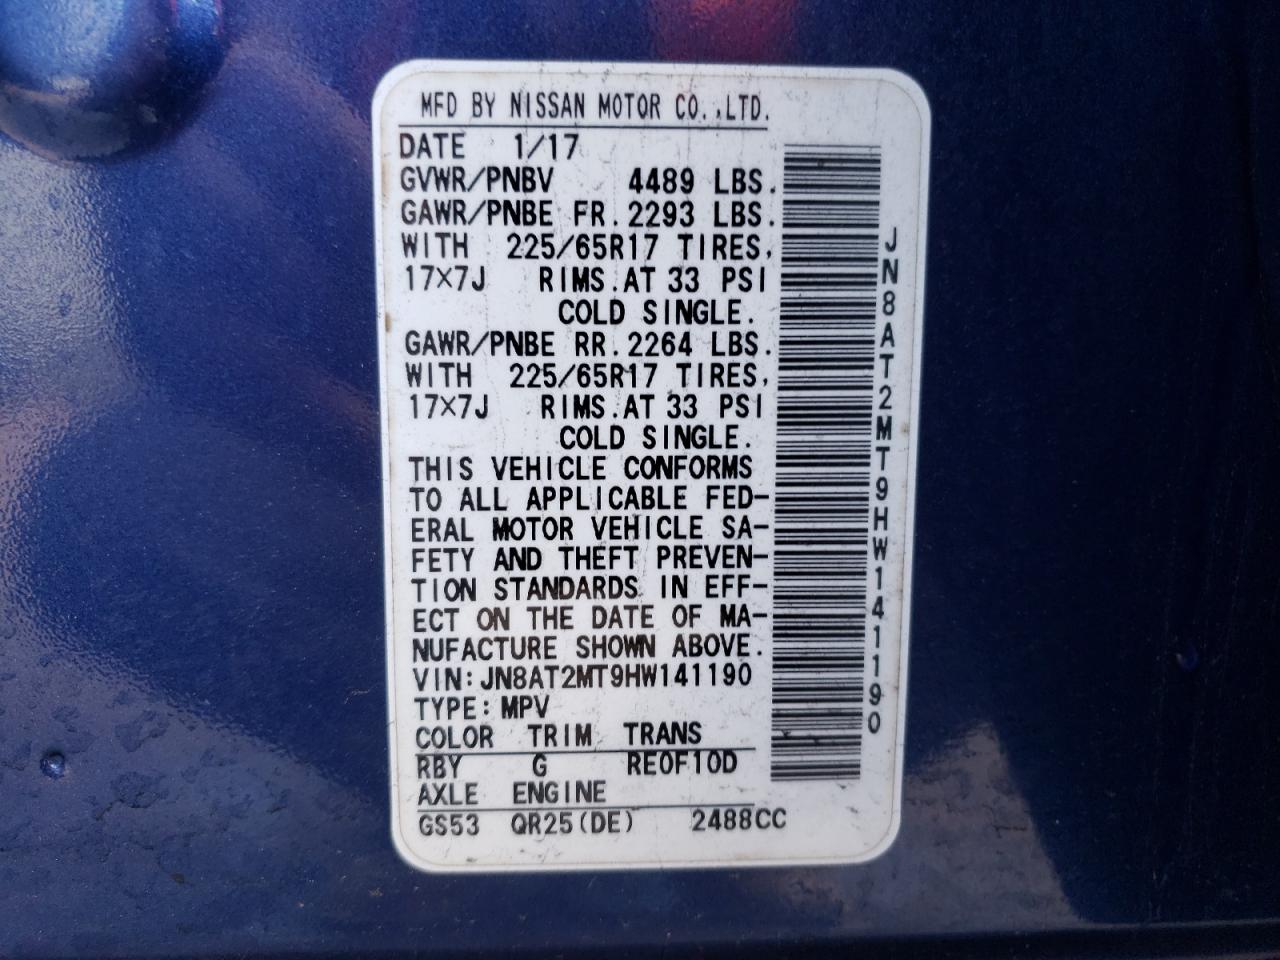 MFD BY NISSAN MOTOR CO.,LTD.
DATE 1/17
GVWR/PNBV 4489 LBS.
GAWR/PNBE FR. 2293 LBS.
WITH 225/65R17 TIRES,
17×7J RIMS.AT 33 PSI
COLD SINGLE.
GAWR/PNBE RR. 2264 LBS.
WITH 225/65R17 TIRES,
17×7J RIMS.AT 33 PSI
COLD SINGLE.
THIS VEHICLE CONFORMS
TO ALL APPLICABLE FED-
ERAL MOTOR VEHICLE SA-
FETY AND THEFT PREVEN-
TION STANDARDS IN EFF-
ECT ON THE DATE OF MA-
NUFACTURE SHOWN ABOVE.
VIN:JN8AT2MT9HW141190
TYPE:MPV
COLOR TRIM TRANS
RBY G RE0F10D
AXLE ENGINE
GS53 QR25(DE) 2488CC
JN8AT2MT9HW141190